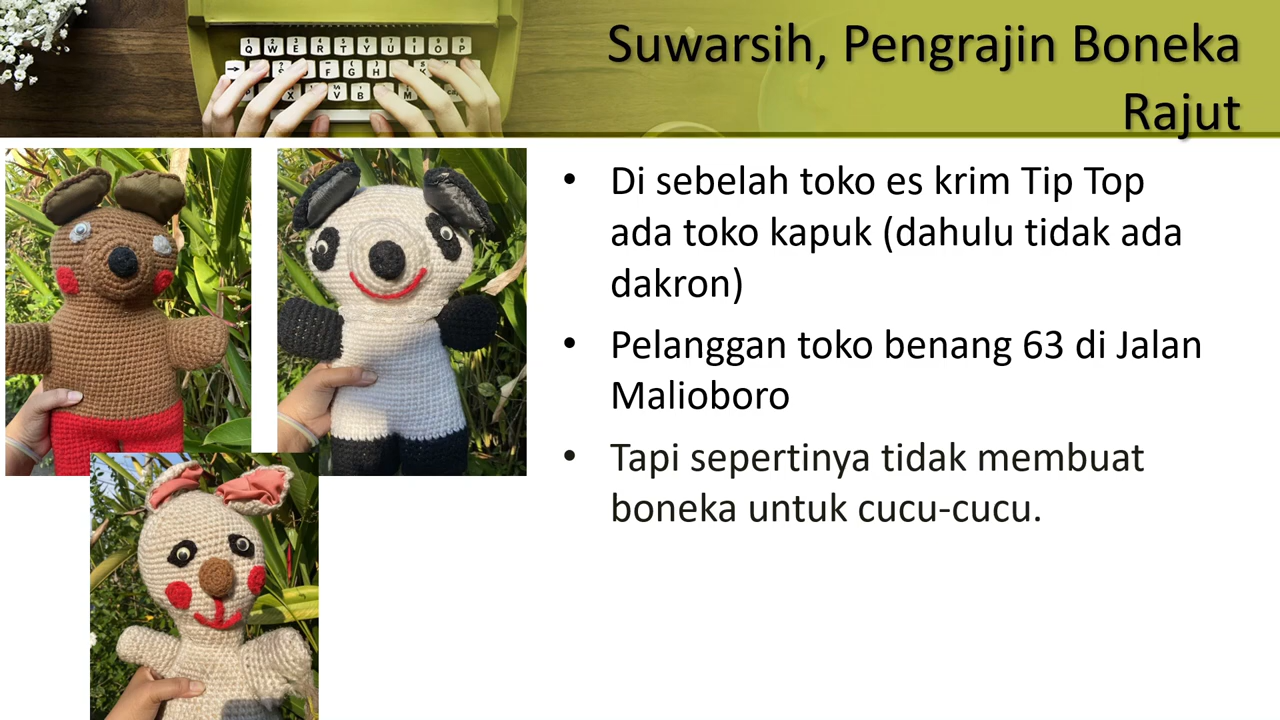 Suwarsih, Pengrajin Boneka
Rajut
• Di sebelah toko es krim Tip Top
ada toko kapuk (dahulu tidak ada
dakron)
• Pelanggan toko benang 63 di Jalan
Malioboro
• Tapi sepertinya tidak membuat
boneka untuk cucu-cucu.